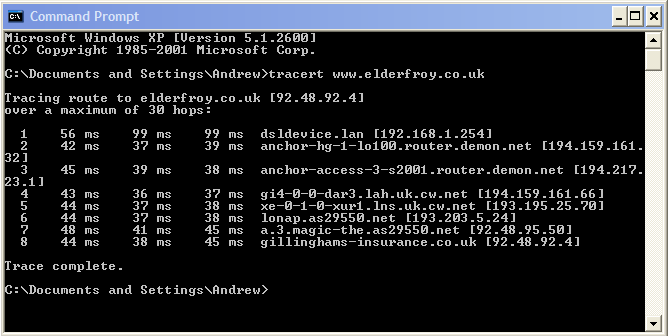 Command Prompt
Microsoft Windows XP [Version 5.1.2600]
(C) Copyright 1985-2001 Microsoft Corp.
C:\Documents and Settings\Andrew>tracert www.elderfroy.co.uk
Tracing route to elderfroy.co.uk [92.48.92.4]
over a maximum of 30 hops:
1 56 ms 99 ms 99 ms dsldevice.lan [192.168.1.254]
2 42 ms 37 ms 39 ms anchor-hg-1-lo100.router.demon.net [194.159.161.
32]
3 45 ms 39 ms 38 ms anchor-access-3-s2001.router.demon.net [194.217.
23.1]
4 43 ms 36 ms 37 ms gi4-0-0-dar3.lah.uk.cw.net [194.159.161.66]
5 44 ms 37 ms 38 ms xe-0-1-0-xur1.lns.uk.cw.net [193.195.25.70]
6 44 ms 37 ms 38 ms lonap.as29550.net [193.203.5.24]
7 48 ms 41 ms 45 ms a.3.magic-the.as29550.net [92.48.95.50]
8 44 ms 38 ms 45 ms gillinghams-insurance.co.uk [92.48.92.4]
Trace complete.
C:\Documents and Settings\Andrew>